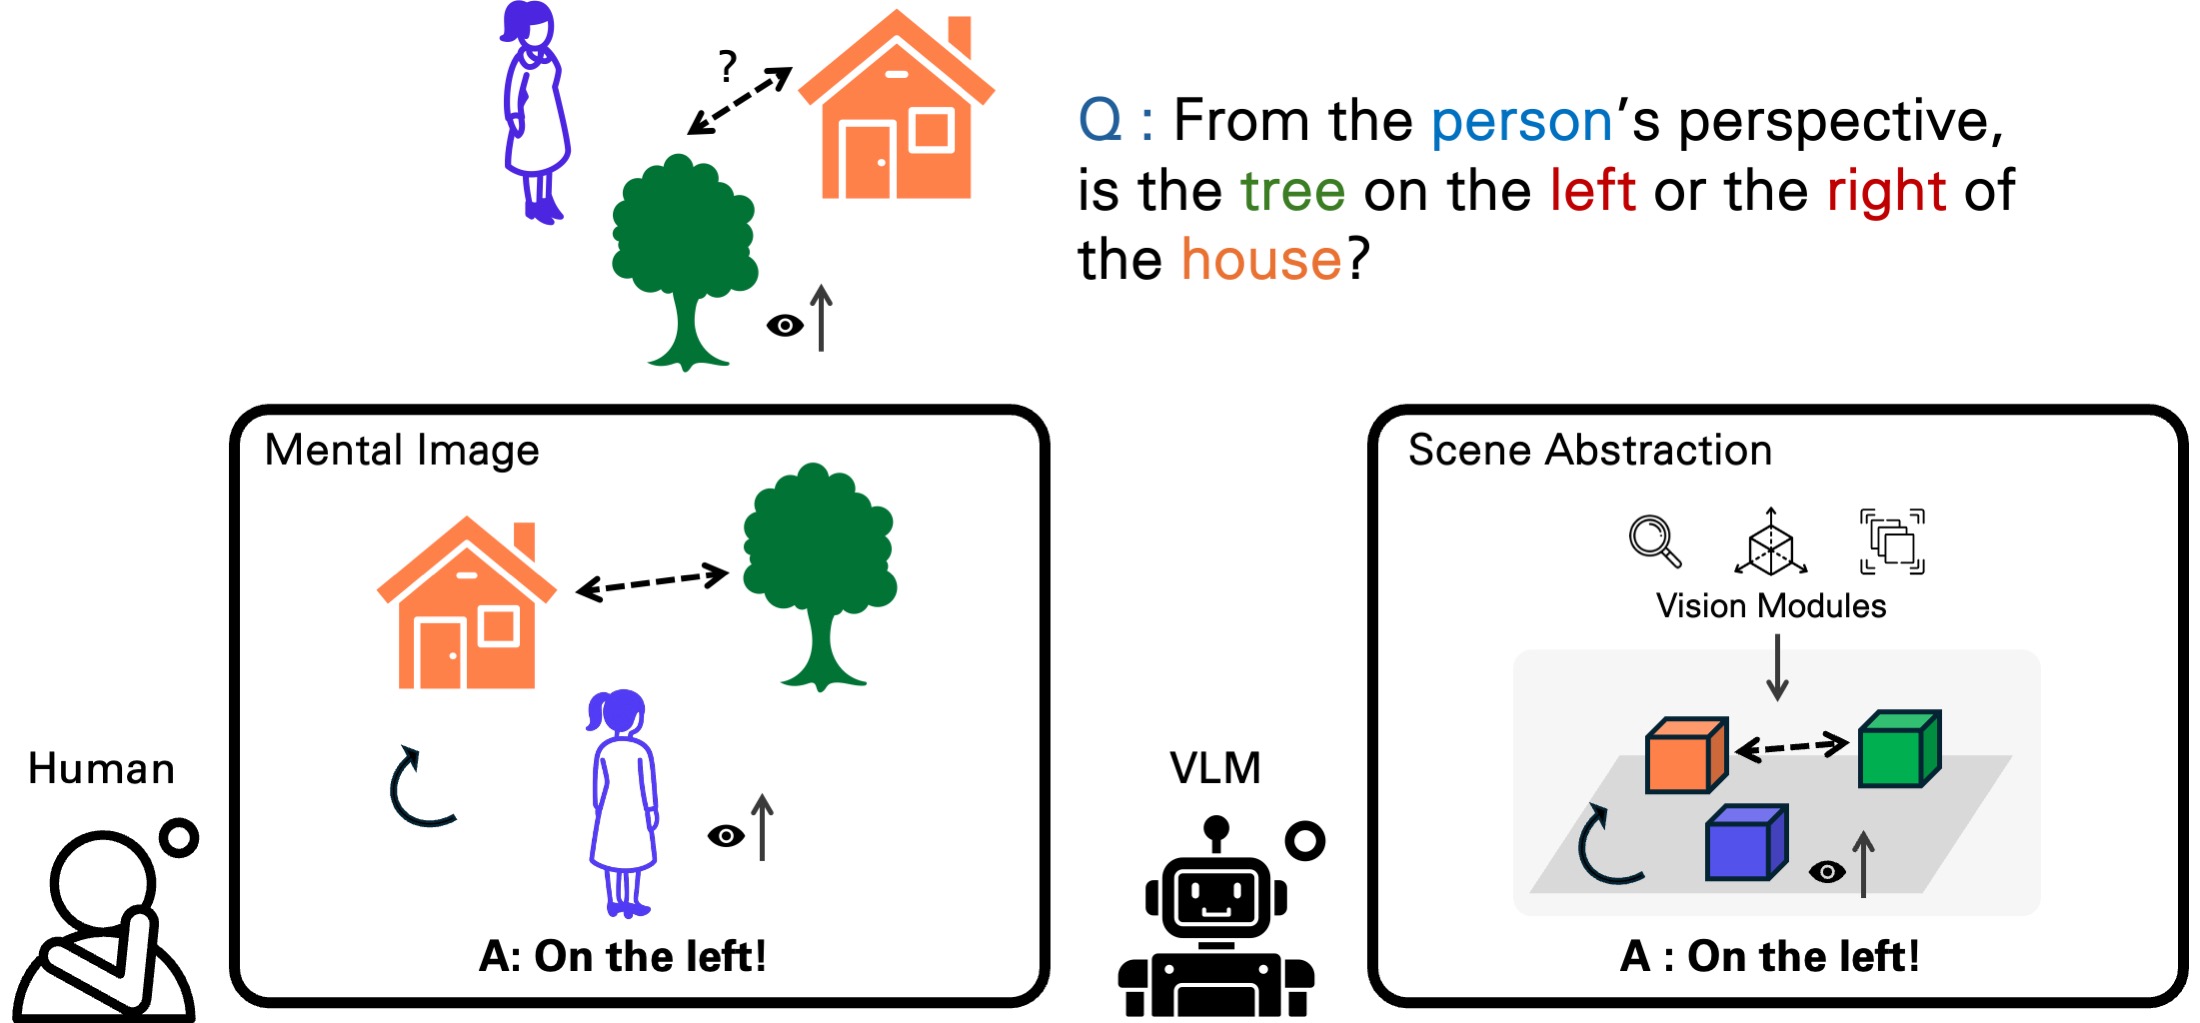 ?
Q : From the person's perspective,
is the tree on the left or the right of
the house?
Mental Image
Human
A: On the left!
Scene Abstraction
Vision Modules
VLM
A : On the left!